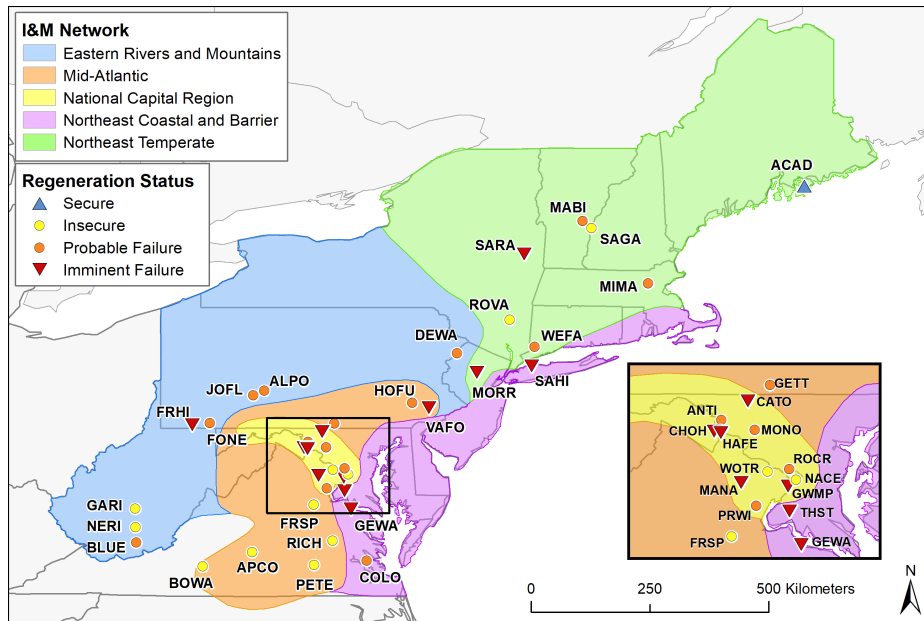 I&M Network
Eastern Rivers and Mountains
Mid-Atlantic
National Capital Region
Northeast Coastal and Barrier
Northeast Temperate
Regeneration Status
Secure
Insecure
Probable Failure
Imminent Failure
ACAD
MABI
SAGA
SARA
MIMA
ROVA
DEWA
WEFA
SAHI
MORR
JOFL
ALPO
HOFU
VAFO
FRHI
FONE
GARI
NERI
BLUE
FRSP
GEWA
RICH
BOWA
APCO
PETE
COLO
GETT
CATO
ANTI
CHOH
HAFE
MONO
WOTR
ROCR
NACE
MANA
GWMP
PRWI
THST
FRSP
GEWA
0
250
500 Kilometers
N